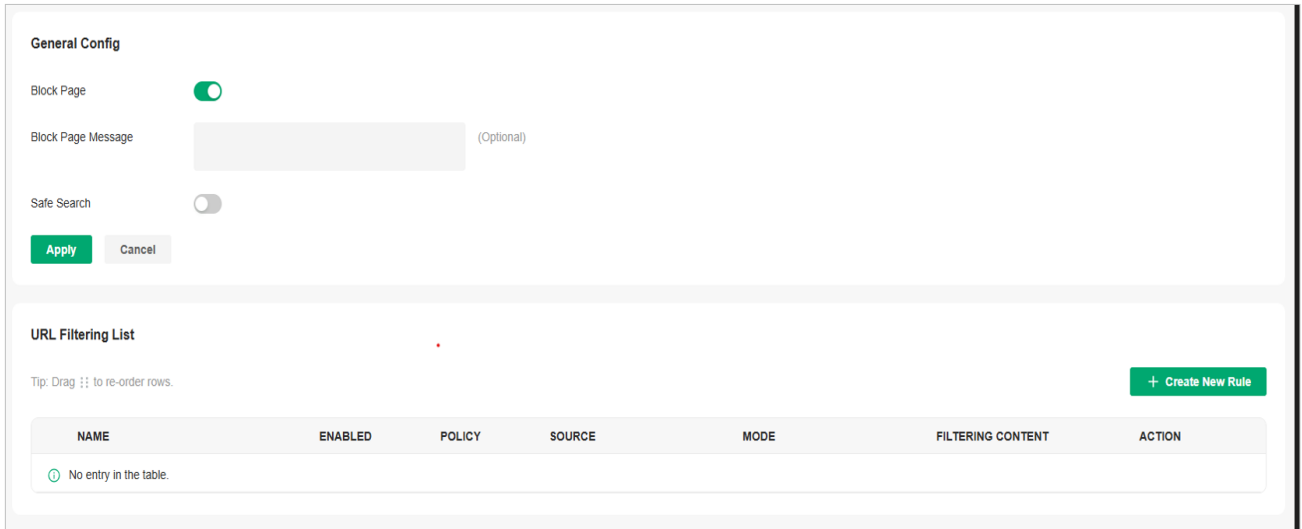 General Config
Block Page
Block Page Message (Optional)
Safe Search
Apply Cancel
URL Filtering List
Tip: Drag to re-order rows.
+ Create New Rule
NAME ENABLED POLICY SOURCE MODE FILTERING CONTENT ACTION
No entry in the table.